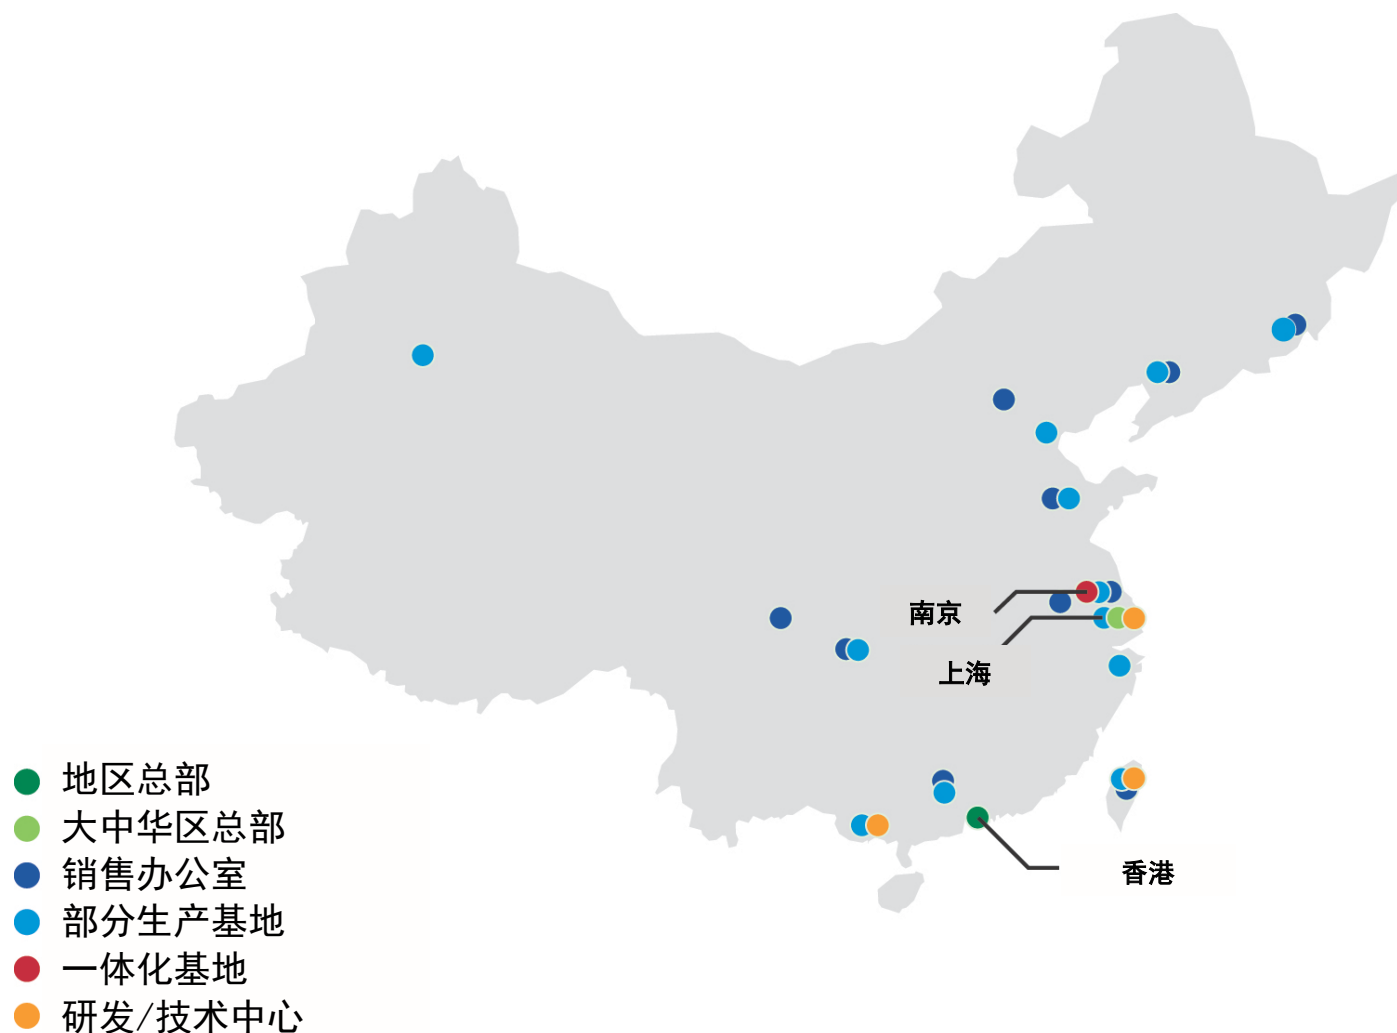 南京
上海
香港
地区总部
大中华区总部
销售办公室
部分生产基地
一体化基地
研发/技术中心